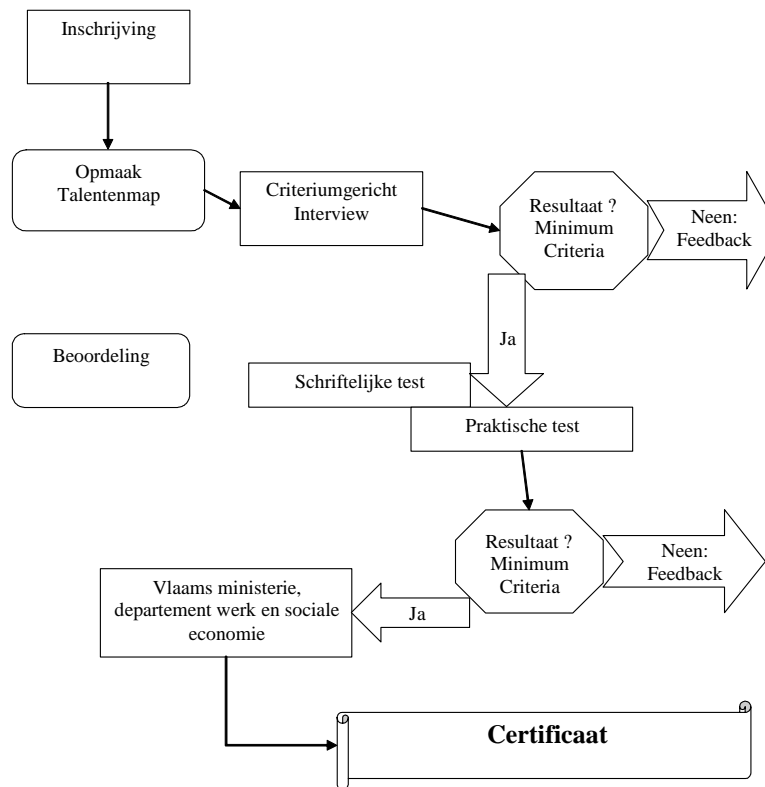 Inschrijving
Opmaak
Talentenmap
Criteriumgericht
Interview
Resultaat ?
Minimum
Criteria
Neen:
Feedback
Ja
Beoordeling
Schriftelijke test
Praktische test
Resultaat ?
Minimum
Criteria
Neen:
Feedback
Ja
Vlaams ministerie,
departement werk en sociale
economie
Certificaat